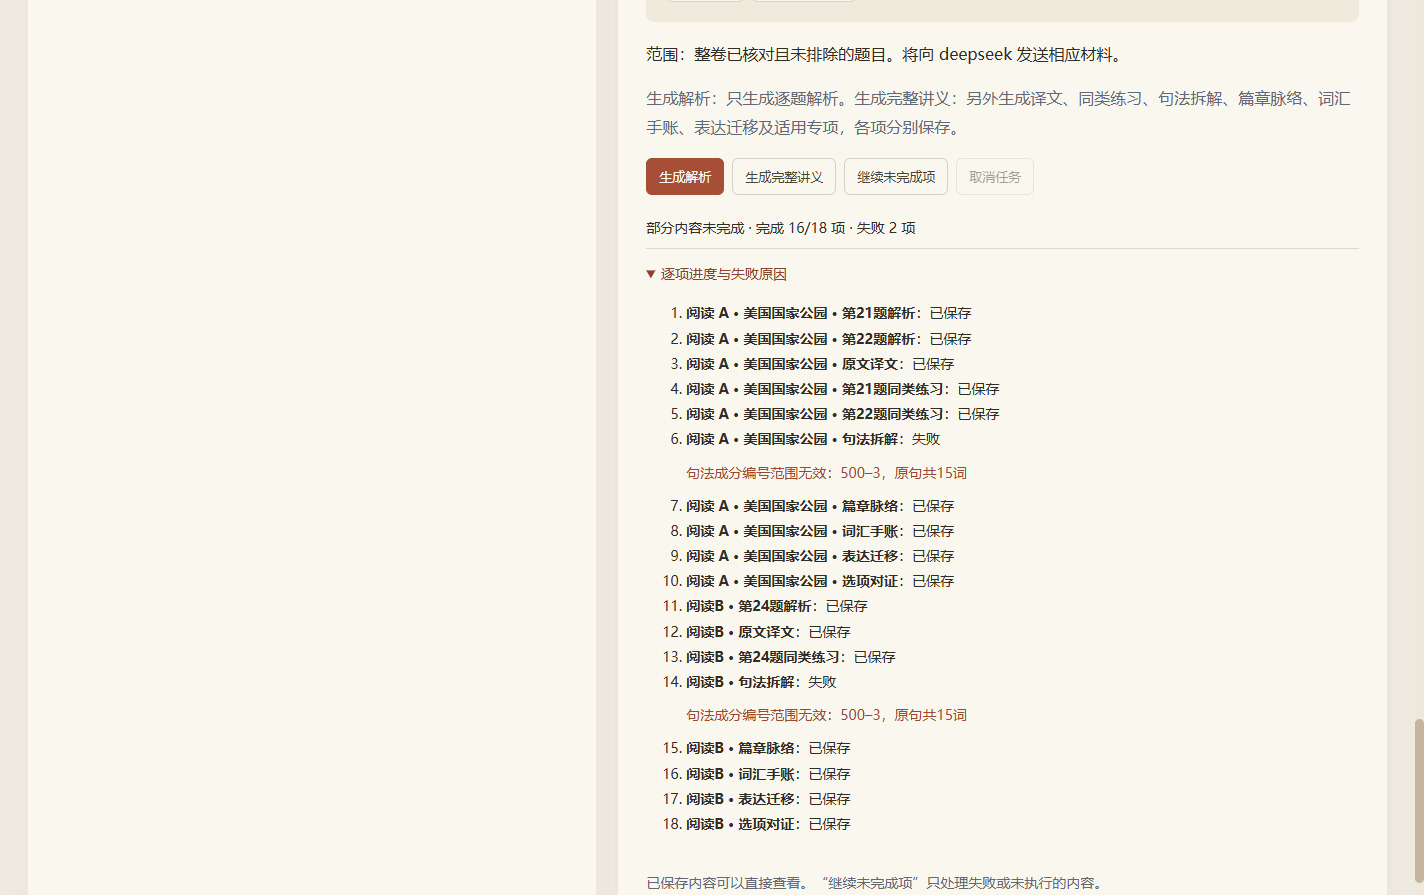 范围：整卷已核对且未排除的题目。将向 deepseek 发送相应材料。
生成解析：只生成逐题解析。生成完整讲义：另外生成译文、同类练习、句法拆解、篇章脉络、词汇
手账、表达迁移及适用专项，各项分别保存。
生成解析 生成完整讲义 继续未完成项 取消任务
部分内容未完成 · 完成 16/18 项 · 失败 2 项
▼ 逐项进度与失败原因
1. 阅读 A • 美国国家公园 • 第21题解析：已保存
2. 阅读 A • 美国国家公园 • 第22题解析：已保存
3. 阅读 A • 美国国家公园 • 原文译文：已保存
4. 阅读 A • 美国国家公园 • 第21题同类练习：已保存
5. 阅读 A • 美国国家公园 • 第22题同类练习：已保存
6. 阅读 A • 美国国家公园 • 句法拆解：失败
句法成分编号范围无效：500–3，原句共15词
7. 阅读 A • 美国国家公园 • 篇章脉络：已保存
8. 阅读 A • 美国国家公园 • 词汇手账：已保存
9. 阅读 A • 美国国家公园 • 表达迁移：已保存
10. 阅读 A • 美国国家公园 • 选项对证：已保存
11. 阅读B • 第24题解析：已保存
12. 阅读B • 原文译文：已保存
13. 阅读B • 第24题同类练习：已保存
14. 阅读B • 句法拆解：失败
句法成分编号范围无效：500–3，原句共15词
15. 阅读B • 篇章脉络：已保存
16. 阅读B • 词汇手账：已保存
17. 阅读B • 表达迁移：已保存
18. 阅读B • 选项对证：已保存
已保存内容可以直接查看。“继续未完成项”只处理失败或未执行的内容。